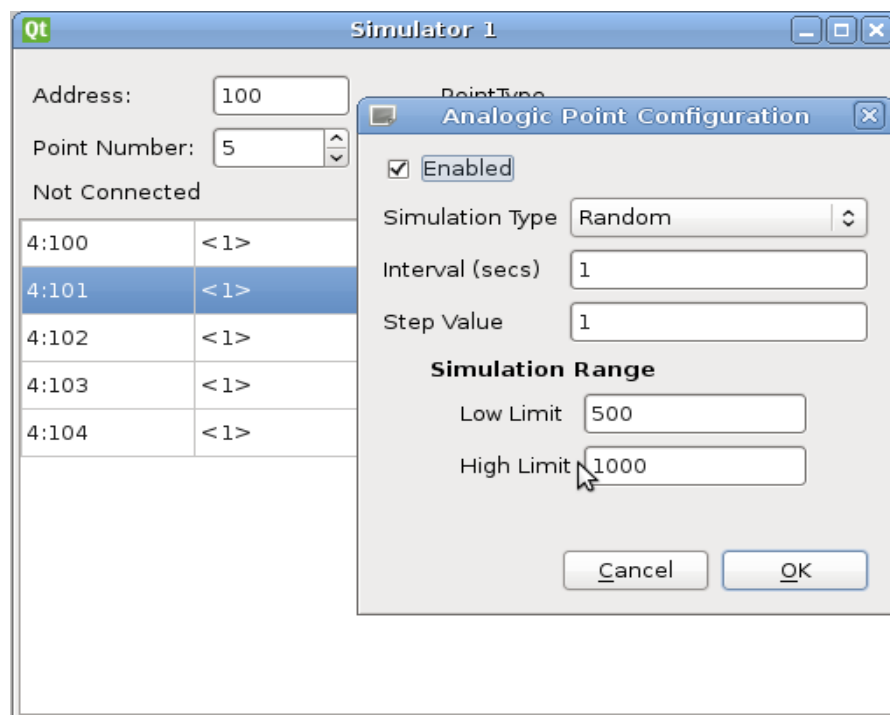 Qt Simulator 1
Address: 100 PointType
Point Number: 5
Not Connected
4:100 <1>
4:101 <1>
4:102 <1>
4:103 <1>
4:104 <1>
Analogic Point Configuration
Enabled
Simulation Type Random
Interval (secs) 1
Step Value 1
Simulation Range
Low Limit 500
High Limit 1000
Cancel OK